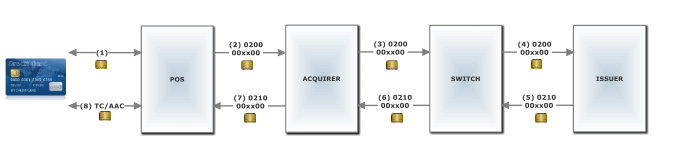 (1)
POS
(2) 0200
00xx00
ACQUIRER
(3) 0200
00xx00
SWITCH
(4) 0200
00xx00
ISSUER
(8) TC/AAC
(7) 0210
00xx00
(6) 0210
00xx00
(5) 0210
00xx00